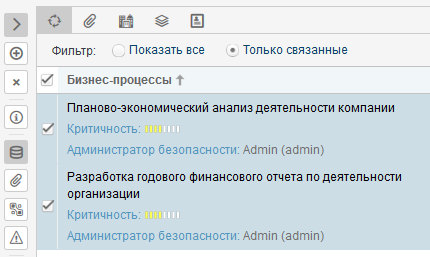 Фильтр: Показать все Только связанные
Бизнес-процессы
Планово-экономический анализ деятельности компании
Критичность:
Администратор безопасности: Admin (admin)
Разработка годового финансового отчета по деятельности
организации
Критичность:
Администратор безопасности: Admin (admin)